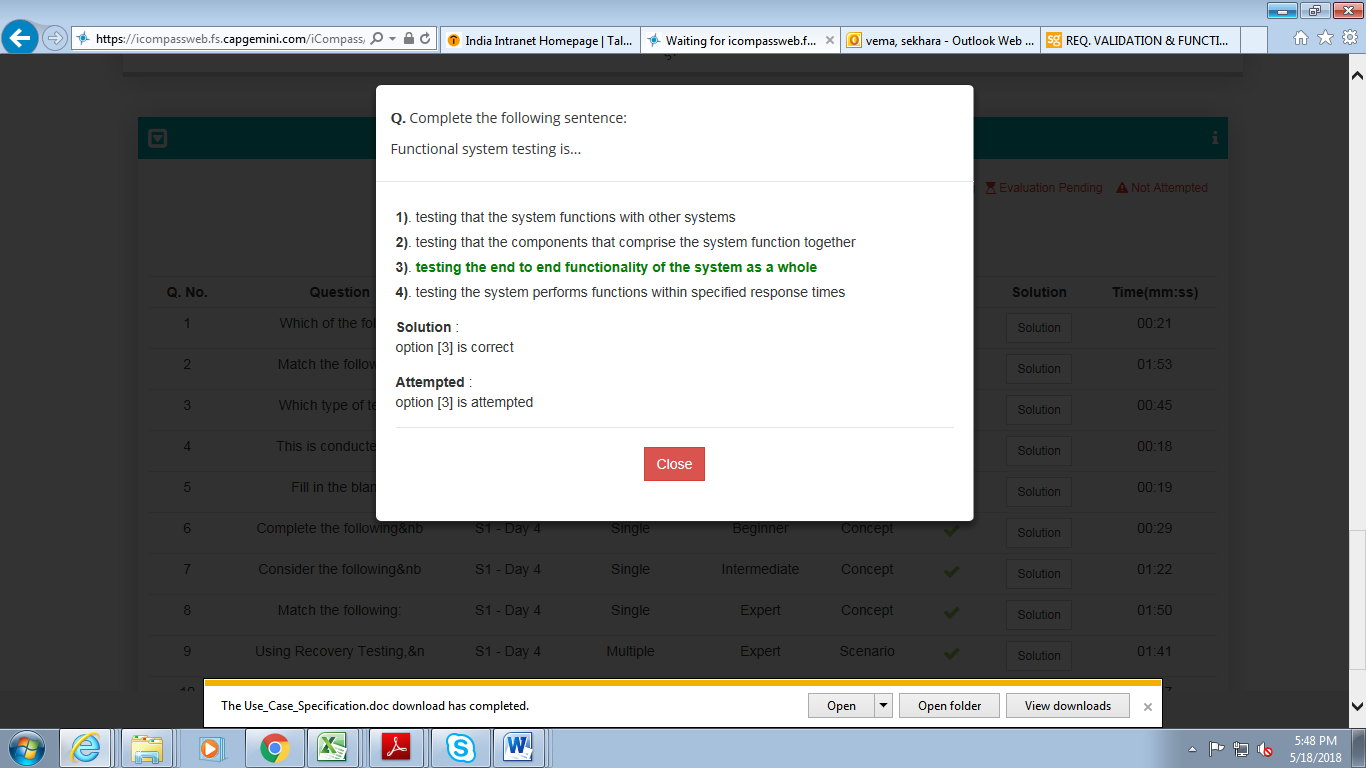 https://icompassweb.fs.capgemini.com/iCompass/
India Intranet Homepage | Tal...
Waiting for icompassweb.f...
vema, sekhara - Outlook Web ...
REQ. VALIDATION & FUNCTI...
Q. Complete the following sentence:
Functional system testing is...
Evaluation Pending
Not Attempted
1). testing that the system functions with other systems
2). testing that the components that comprise the system function together
3). testing the end to end functionality of the system as a whole
4). testing the system performs functions within specified response times
Solution :
option [3] is correct
Attempted :
option [3] is attempted
Close
Q. No. Question Solution Time(mm:ss)
1 Which of the fol Solution 00:21
2 Match the follow Solution 01:53
3 Which type of te Solution 00:45
4 This is conducte Solution 00:18
5 Fill in the blan Solution 00:19
6 Complete the following&nb S1 - Day 4 Single Beginner Concept Solution 00:29
7 Consider the following&nb S1 - Day 4 Single Intermediate Concept Solution 01:22
8 Match the following: S1 - Day 4 Single Expert Concept Solution 01:50
9 Using Recovery Testing,&n S1 - Day 4 Multiple Expert Scenario Solution 01:41
The Use_Case_Specification.doc download has completed.
Open
Open folder
View downloads
5:48 PM
5/18/2018